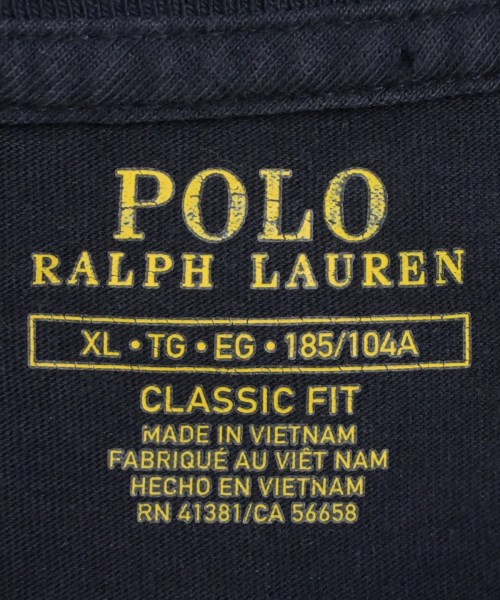 POLO
RALPH LAUREN
XL • TG • EG • 185/104A
CLASSIC FIT
MADE IN VIETNAM
FABRIQUÉ AU VIÊT NAM
HECHO EN VIETNAM
RN 41381/CA 56658